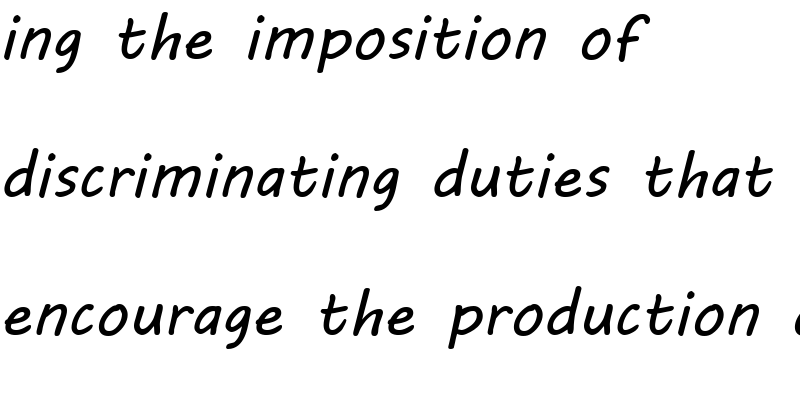 ing the imposition of
discriminating duties that
encourage the production